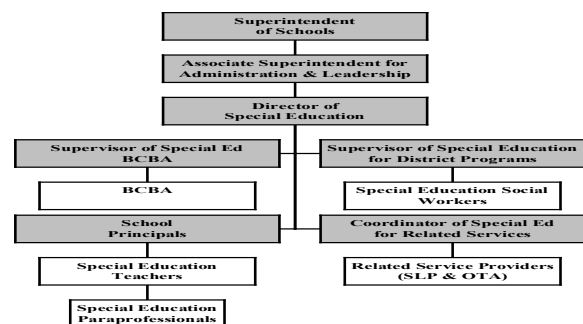 Superintendent
of Schools
Associate Superintendent for
Administration & Leadership
Director of
Special Education
Supervisor of Special Ed
BCBA
Supervisor of Special Education
for District Programs
BCBA
Special Education Social
Workers
School
Principals
Coordinator of Special Ed
for Related Services
Special Education
Teachers
Related Service Providers
(SLP & OTA)
Special Education
Paraprofessionals